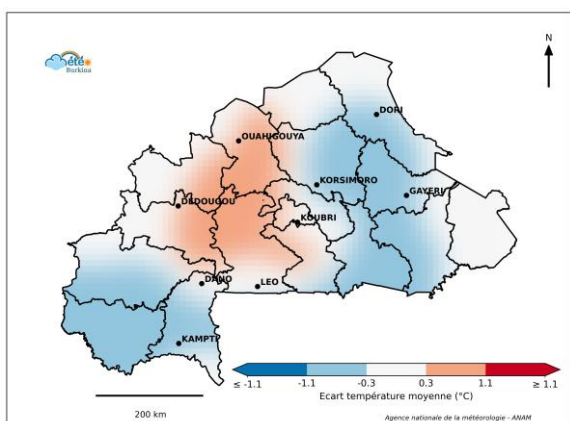 été
Burkina
N
DORI
OUAHIGOUYA
KORSIMORO
GAYERI
DEDOUGOU
KOUBRI
DANO
LEO
KAMPTI
≤ -1.1 -1.1 -0.3 0.3 1.1 ≥ 1.1
Ecart température moyenne (°C)
200 km
Agence nationale de la météorologie - ANAM